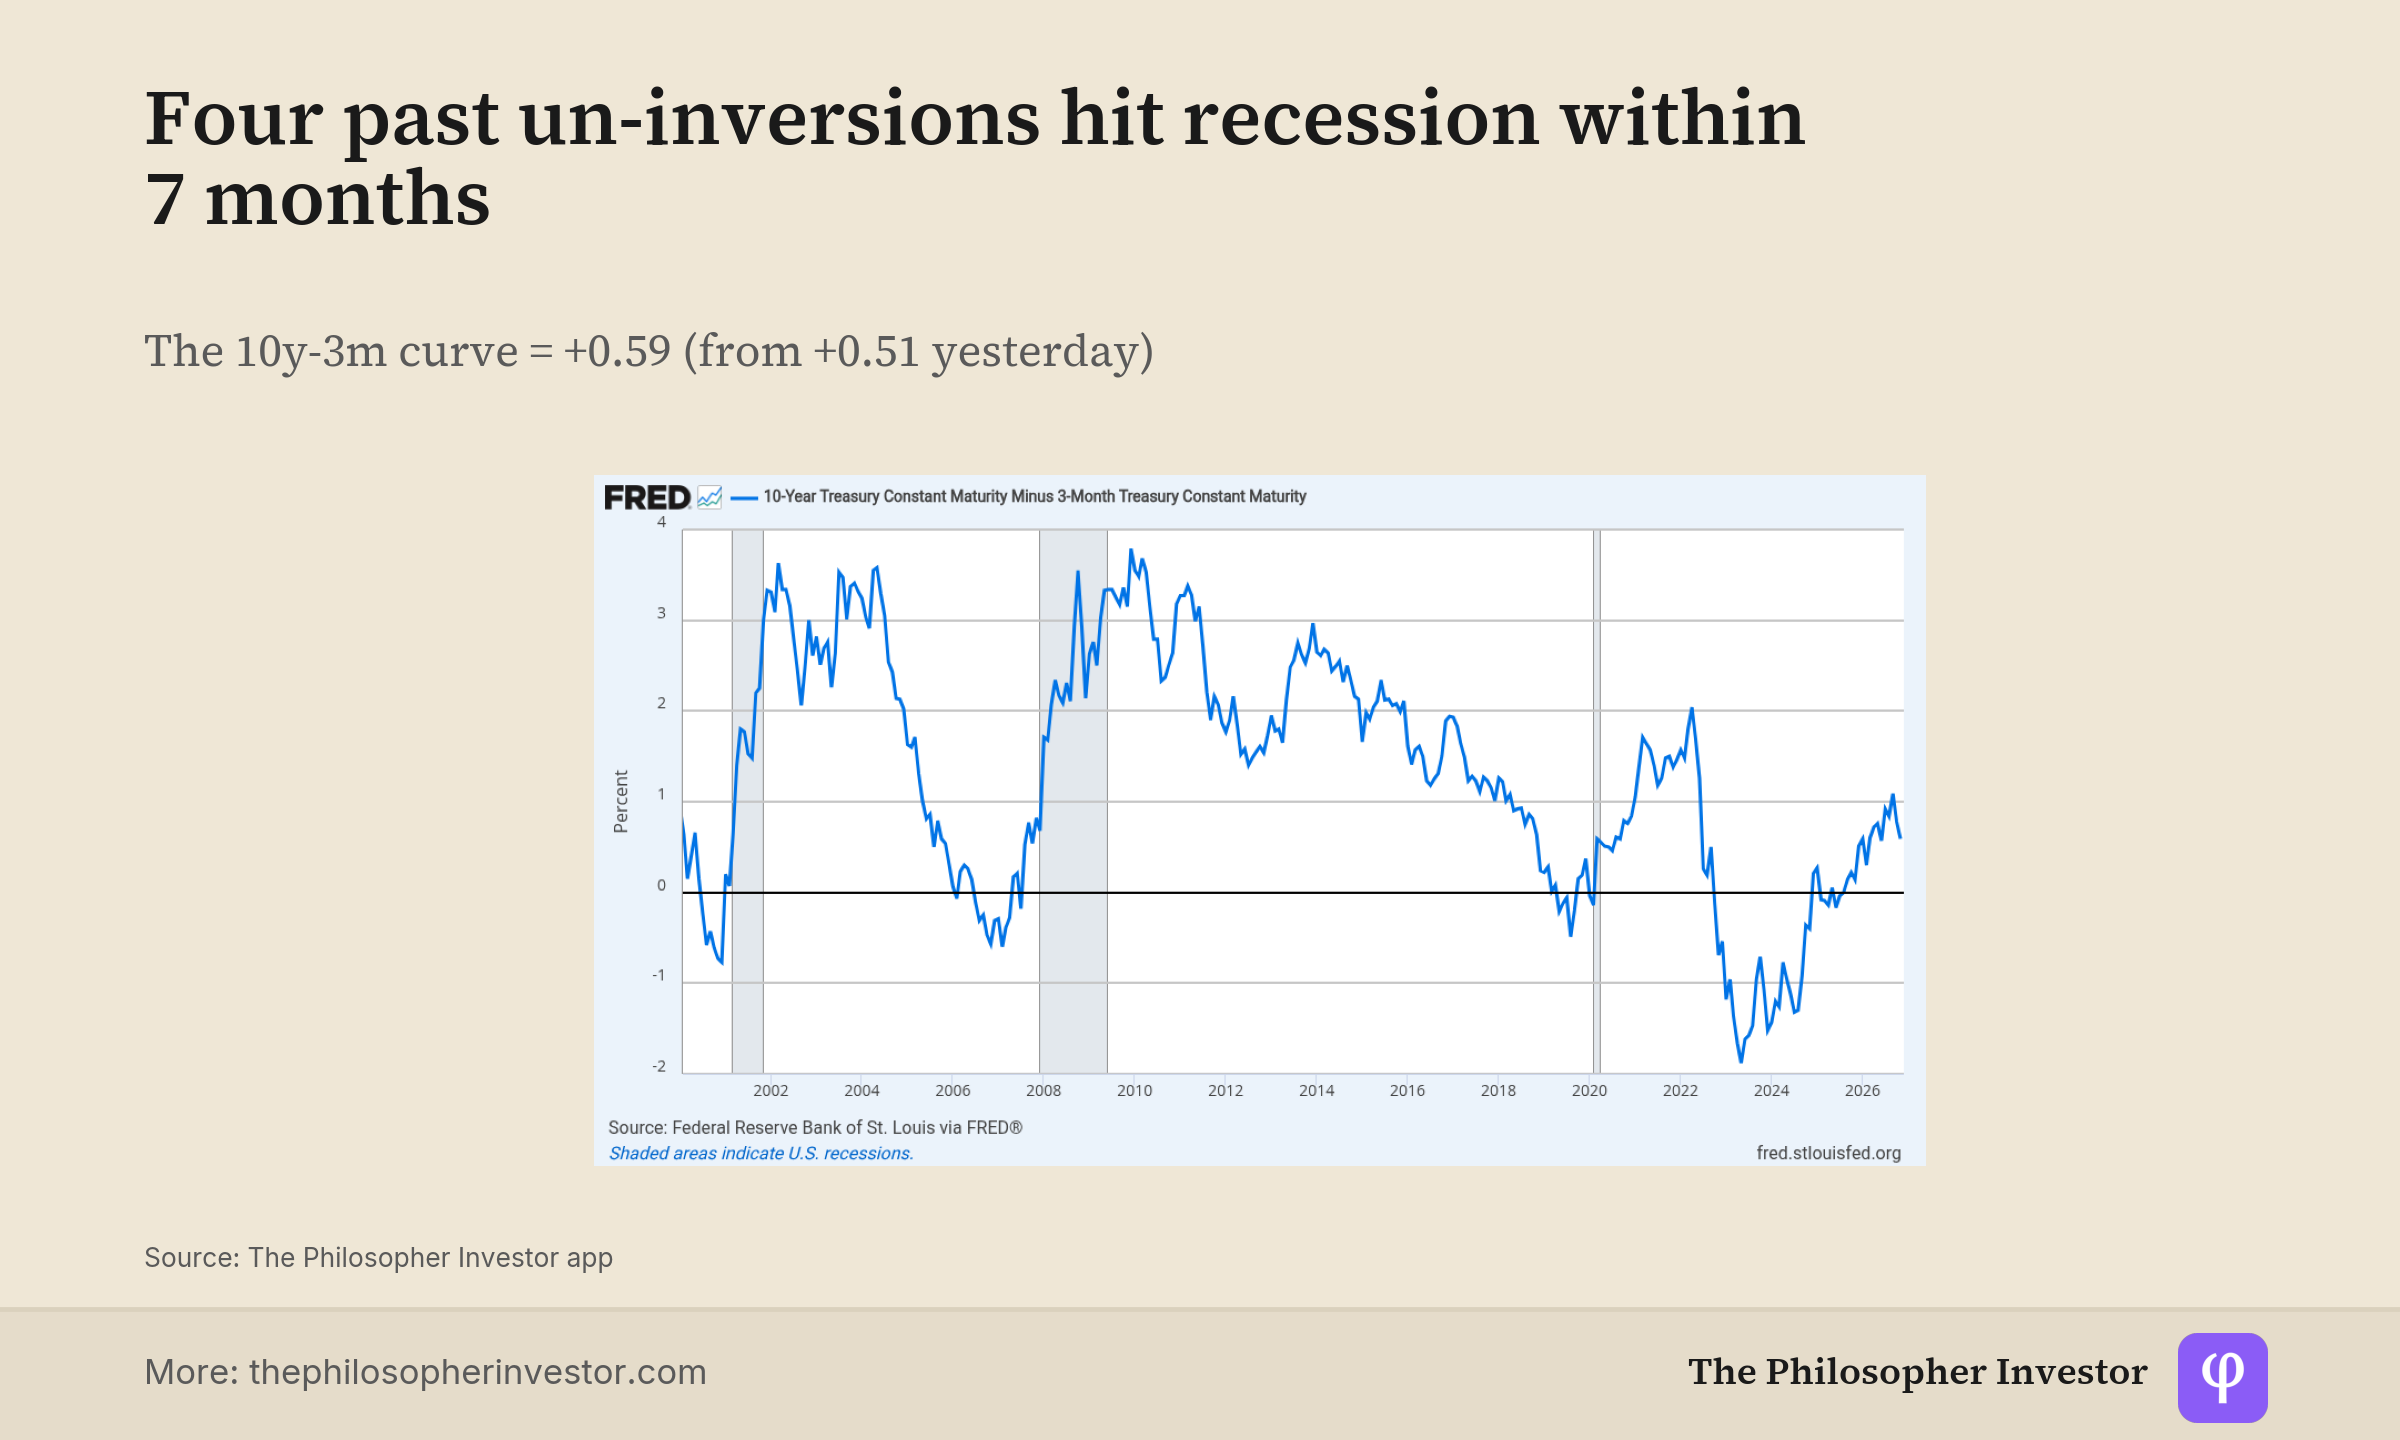 Four past un-inversions hit recession within
7 months
The 10y-3m curve = +0.59 (from +0.51 yesterday)
FRED
10-Year Treasury Constant Maturity Minus 3-Month Treasury Constant Maturity
4
3
2
1
0
-1
-2
Percent
2002 2004 2006 2008 2010 2012 2014 2016 2018 2020 2022 2024 2026
Source: Federal Reserve Bank of St. Louis via FRED®
Shaded areas indicate U.S. recessions.
fred.stlouisfed.org
Source: The Philosopher Investor app
More: thephilosopherinvestor.com
The Philosopher Investor
φ